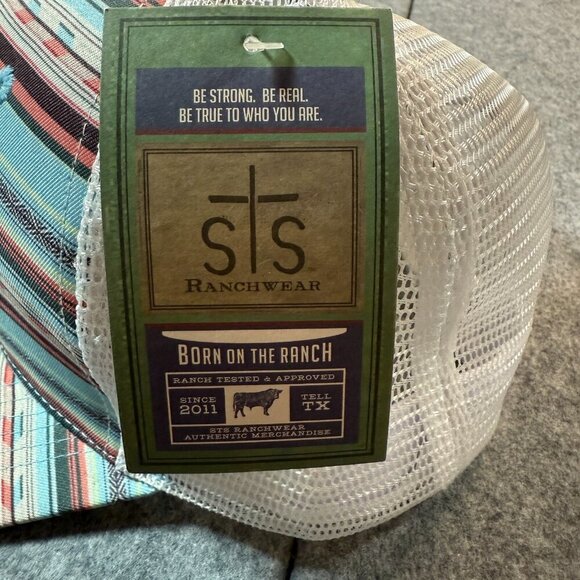 BE STRONG. BE REAL.
BE TRUE TO WHO YOU ARE.
STS
RANCHWEAR
BORN ON THE RANCH
RANCH TESTED & APPROVED
SINCE
2011
TELL
TX
STS RANCHWEAR
AUTHENTIC MERCHANDISE